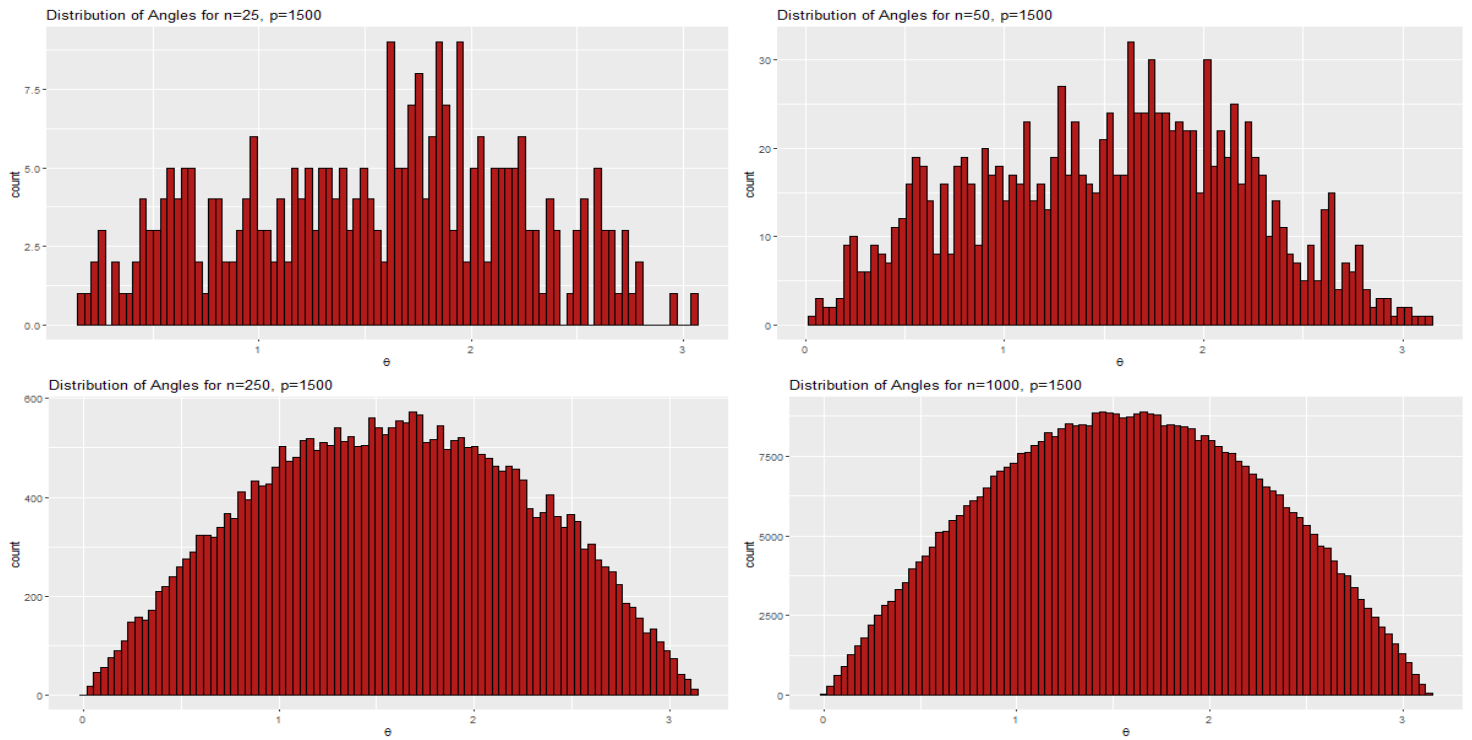 Distribution of Angles for n=25, p=1500
count
7.5
5.0
2.5
0.0
1 2 3
θ
Distribution of Angles for n=50, p=1500
count
30
20
10
0
0 1 2 3
θ
Distribution of Angles for n=250, p=1500
count
600
400
200
0
0 1 2 3
θ
Distribution of Angles for n=1000, p=1500
count
7500
5000
2500
0
0 1 2 3
θ